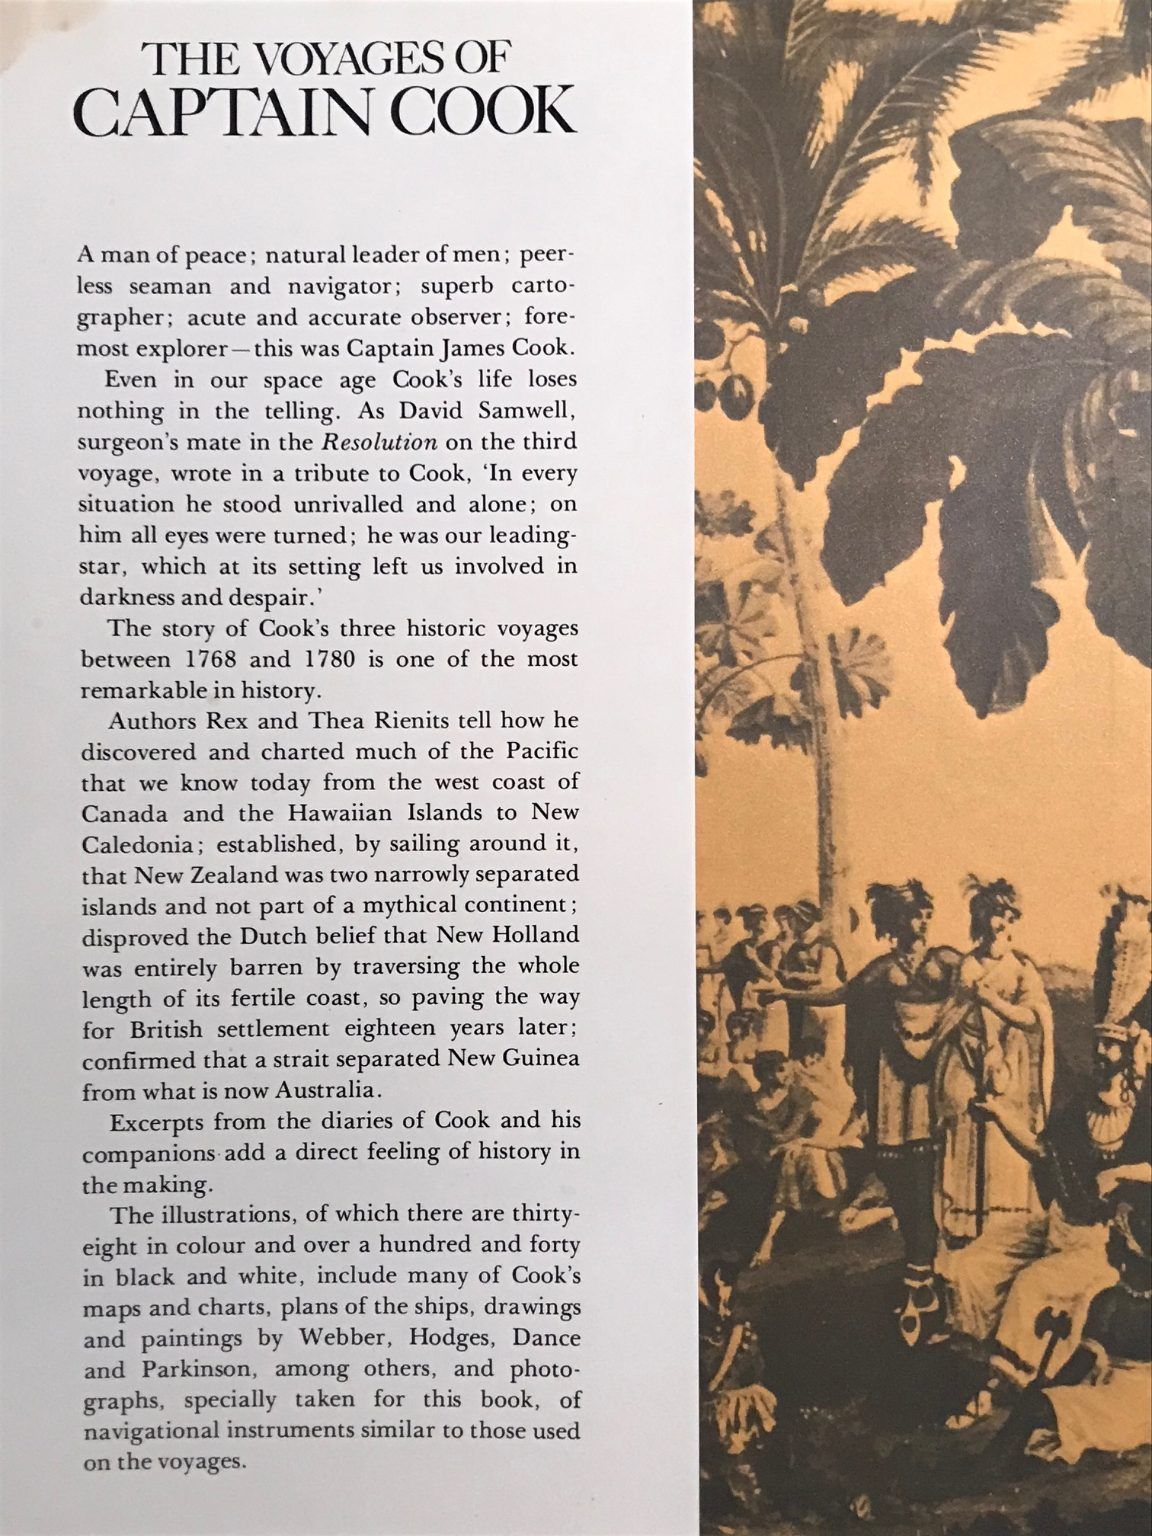 THE VOYAGES OF
CAPTAIN COOK
A man of peace; natural leader of men; peer-
less seaman and navigator; superb carto-
grapher; acute and accurate observer; fore-
most explorer—this was Captain James Cook.
Even in our space age Cook's life loses
nothing in the telling. As David Samwell,
surgeon's mate in the Resolution on the third
voyage, wrote in a tribute to Cook, 'In every
situation he stood unrivalled and alone; on
him all eyes were turned; he was our leading-
star, which at its setting left us involved in
darkness and despair.'
The story of Cook's three historic voyages
between 1768 and 1780 is one of the most
remarkable in history.
Authors Rex and Thea Rienits tell how he
discovered and charted much of the Pacific
that we know today from the west coast of
Canada and the Hawaiian Islands to New
Caledonia; established, by sailing around it,
that New Zealand was two narrowly separated
islands and not part of a mythical continent;
disproved the Dutch belief that New Holland
was entirely barren by traversing the whole
length of its fertile coast, so paving the way
for British settlement eighteen years later;
confirmed that a strait separated New Guinea
from what is now Australia.
Excerpts from the diaries of Cook and his
companions add a direct feeling of history in
the making.
The illustrations, of which there are thirty-
eight in colour and over a hundred and forty
in black and white, include many of Cook's
maps and charts, plans of the ships, drawings
and paintings by Webber, Hodges, Dance
and Parkinson, among others, and photo-
graphs, specially taken for this book, of
navigational instruments similar to those used
on the voyages.